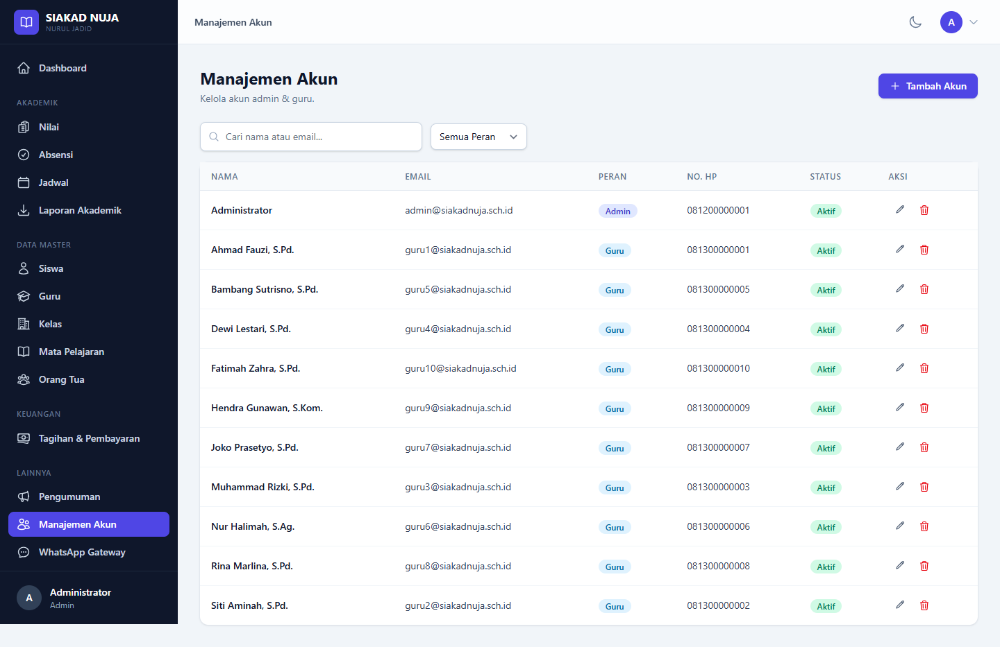 SIAKAD NUJA
NURUL JADID
Dashboard
AKADEMIK
Nilai
Absensi
Jadwal
Laporan Akademik
DATA MASTER
Siswa
Guru
Kelas
Mata Pelajaran
Orang Tua
KEUANGAN
Tagihan & Pembayaran
LAINNYA
Pengumuman
Manajemen Akun
WhatsApp Gateway
A
Administrator
Admin
Manajemen Akun
A
Manajemen Akun
Kelola akun admin & guru.
Tambah Akun
Cari nama atau email...
Semua Peran
NAMA EMAIL PERAN NO. HP STATUS AKSI
Administrator admin@siakadnuja.sch.id Admin 081200000001 Aktif
Ahmad Fauzi, S.Pd. guru1@siakadnuja.sch.id Guru 081300000001 Aktif
Bambang Sutrisno, S.Pd. guru5@siakadnuja.sch.id Guru 081300000005 Aktif
Dewi Lestari, S.Pd. guru4@siakadnuja.sch.id Guru 081300000004 Aktif
Fatimah Zahra, S.Pd. guru10@siakadnuja.sch.id Guru 081300000010 Aktif
Hendra Gunawan, S.Kom. guru9@siakadnuja.sch.id Guru 081300000009 Aktif
Joko Prasetyo, S.Pd. guru7@siakadnuja.sch.id Guru 081300000007 Aktif
Muhammad Rizki, S.Pd. guru3@siakadnuja.sch.id Guru 081300000003 Aktif
Nur Halimah, S.Ag. guru6@siakadnuja.sch.id Guru 081300000006 Aktif
Rina Marlina, S.Pd. guru8@siakadnuja.sch.id Guru 081300000008 Aktif
Siti Aminah, S.Pd. guru2@siakadnuja.sch.id Guru 081300000002 Aktif